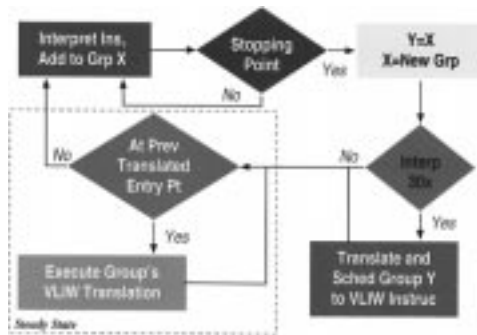 Interpret Ins,
Add to Grp X
Stopping
Point
Yes
Y=X
X=New Grp
No
At Prev
Translated
Entry Pt
No
No
Interp
30x
Yes
Yes
Execute Group's
VLIW Translation
Translate and
Sched Group Y
to VLIW Instruc
Steady State